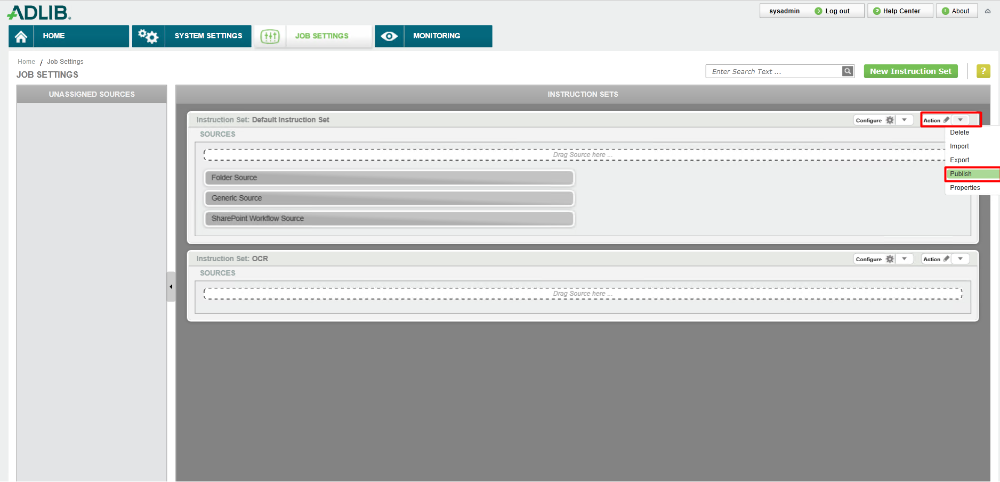 ADLIB®
sysadmin Log out Help Center About
HOME SYSTEM SETTINGS JOB SETTINGS MONITORING
Home / Job Settings
JOB SETTINGS
Enter Search Text ... New Instruction Set ?
UNASSIGNED SOURCES
INSTRUCTION SETS
Instruction Set: Default Instruction Set Configure Action
Delete
Import
Export
Publish
Properties
SOURCES
Drag Source here ...
Folder Source
Generic Source
SharePoint Workflow Source
Instruction Set: OCR Configure Action
SOURCES
Drag Source here ...